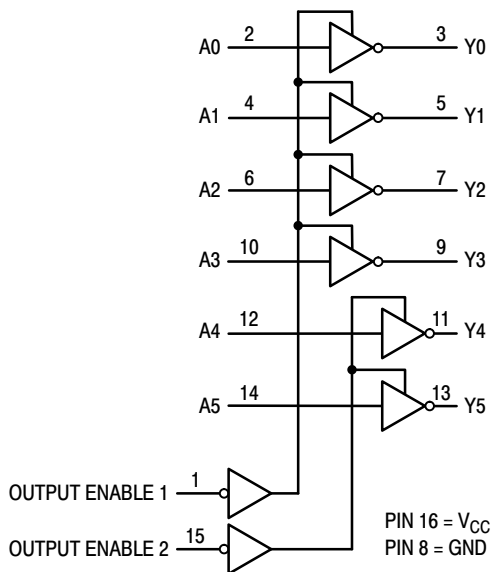 A0 2 3 Y0
A1 4 5 Y1
A2 6 7 Y2
A3 10 9 Y3
A4 12 11 Y4
A5 14 13 Y5
OUTPUT ENABLE 1 1
OUTPUT ENABLE 2 15
PIN 16 = VCC
PIN 8 = GND